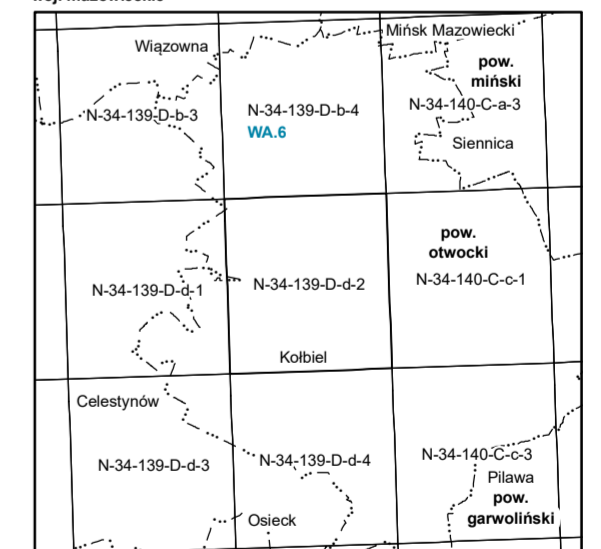 Wiązowna
Mińsk Mazowiecki
pow.
miński
N-34-139-D-b-3
N-34-139-D-b-4
WA.6
N-34-140-C-a-3
Siennica
pow.
otwocki
N-34-139-D-d-1
N-34-139-D-d-2
N-34-140-C-c-1
Kołbiel
Celestynów
N-34-139-D-d-3
N-34-139-D-d-4
N-34-140-C-c-3
Pilawa
pow.
garwoliński
Osieck